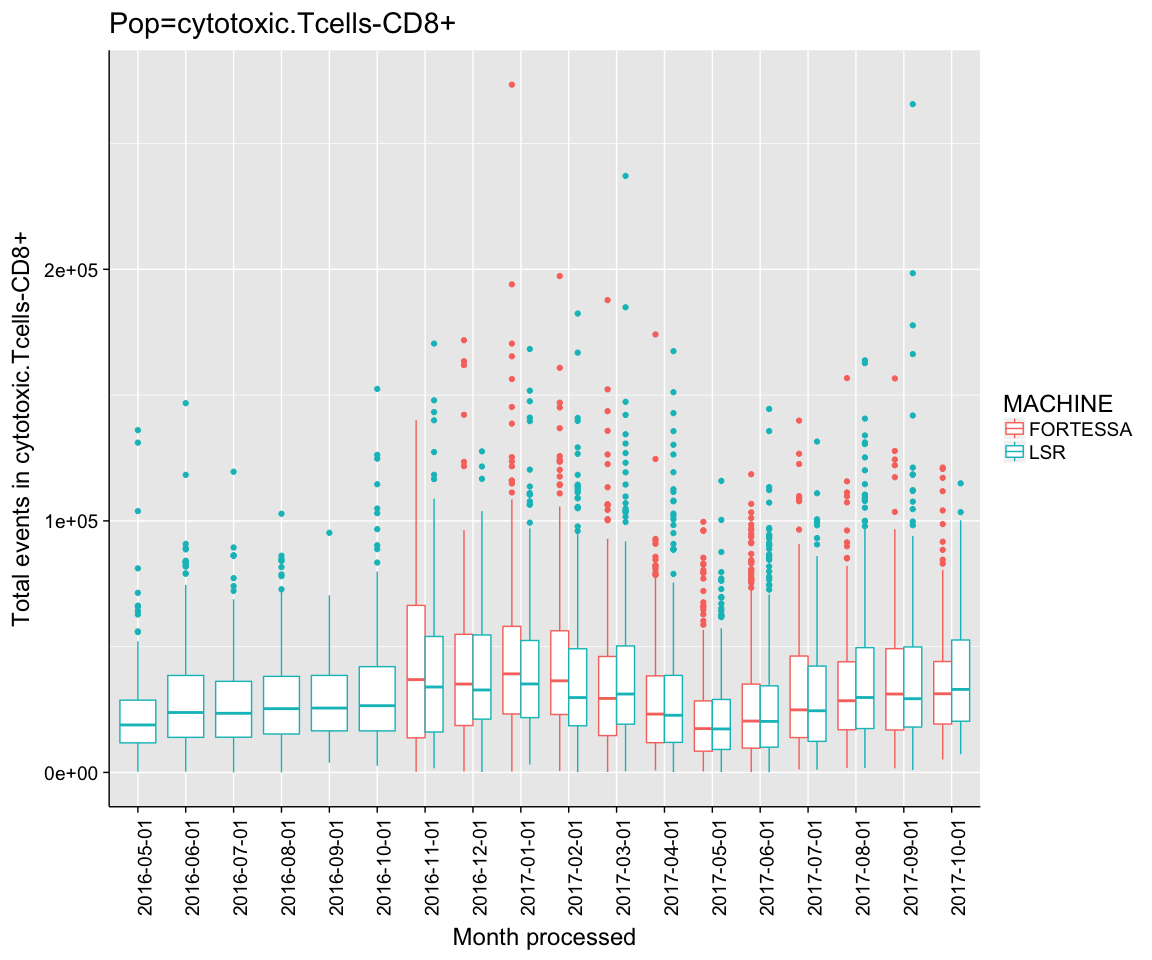 Pop=cytotoxic.Tcells-CD8+
Total events in cytotoxic.Tcells-CD8+
2e+05
1e+05
0e+00
2016-05-01
2016-06-01
2016-07-01
2016-08-01
2016-09-01
2016-10-01
2016-11-01
2016-12-01
2017-01-01
2017-02-01
2017-03-01
2017-04-01
2017-05-01
2017-06-01
2017-07-01
2017-08-01
2017-09-01
2017-10-01
Month processed
MACHINE
FORTESSA
LSR